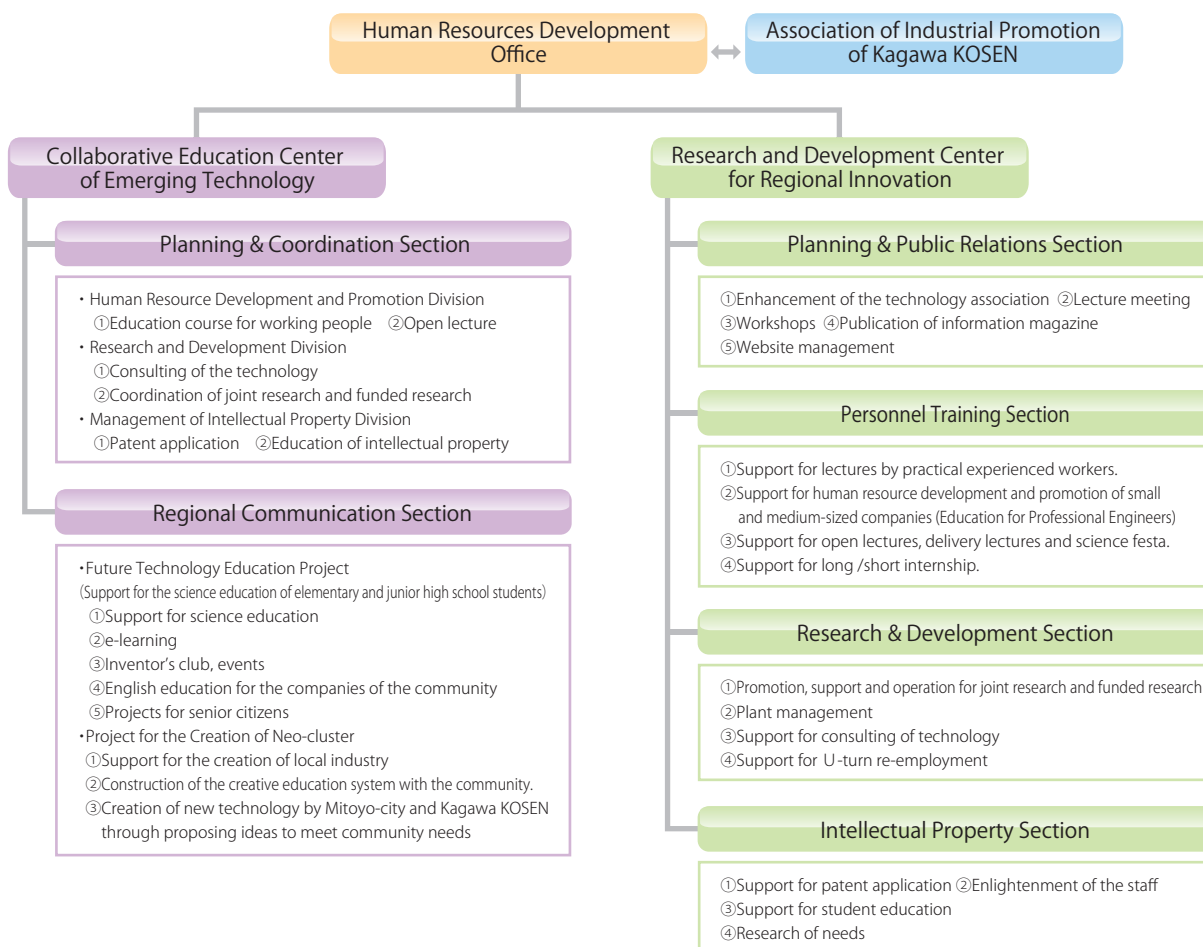 Human Resources Development
Office
Association of Industrial Promotion
of Kagawa KOSEN
Collaborative Education Center
of Emerging Technology
Planning & Coordination Section
・Human Resource Development and Promotion Division
①Education course for working people ②Open lecture
・Research and Development Division
①Consulting of the technology
②Coordination of joint research and funded research
・Management of Intellectual Property Division
①Patent application ②Education of intellectual property
Regional Communication Section
・Future Technology Education Project
(Support for the science education of elementary and junior high school students)
①Support for science education
②e-learning
③Inventor's club, events
④English education for the companies of the community
⑤Projects for senior citizens
・Project for the Creation of Neo-cluster
①Support for the creation of local industry
②Construction of the creative education system with the community.
③Creation of new technology by Mitoyo-city and Kagawa KOSEN
through proposing ideas to meet community needs
Research and Development Center
for Regional Innovation
Planning & Public Relations Section
①Enhancement of the technology association ②Lecture meeting
③Workshops ④Publication of information magazine
⑤Website management
Personnel Training Section
①Support for lectures by practical experienced workers.
②Support for human resource development and promotion of small
and medium-sized companies (Education for Professional Engineers)
③Support for open lectures, delivery lectures and science festa.
④Support for long /short internship.
Research & Development Section
①Promotion, support and operation for joint research and funded research
②Plant management
③Support for consulting of technology
④Support for U-turn re-employment
Intellectual Property Section
①Support for patent application ②Enlightenment of the staff
③Support for student education
④Research of needs